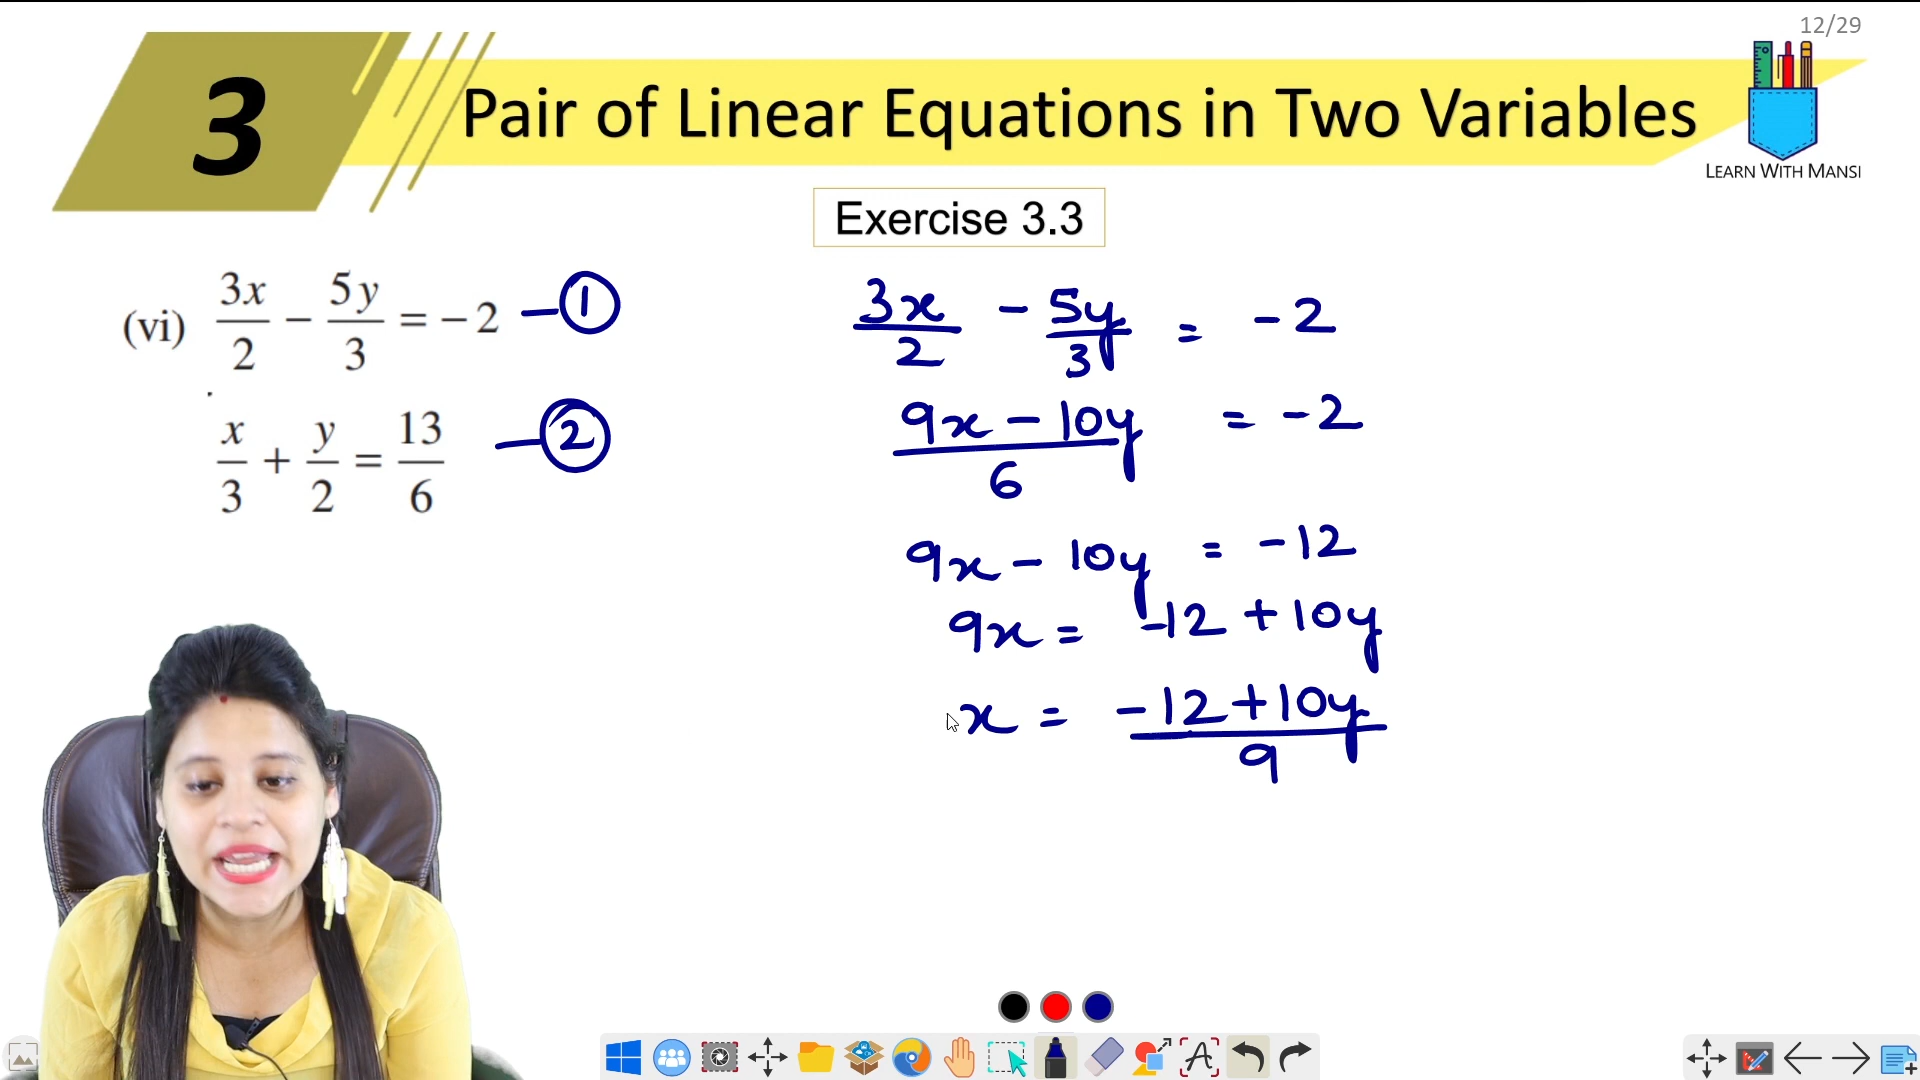 12/29
3
Pair of Linear Equations in Two Variables
LEARN WITH MANSI
Exercise 3.3
(vi) 3x/2 − 5y/3 = −2 —①
x/3 + y/2 = 13/6 —②
3x/2 − 5y/3 = −2
9x − 10y/6 = −2
9x − 10y = −12
9x = −12 + 10y
x = −12 + 10y/9